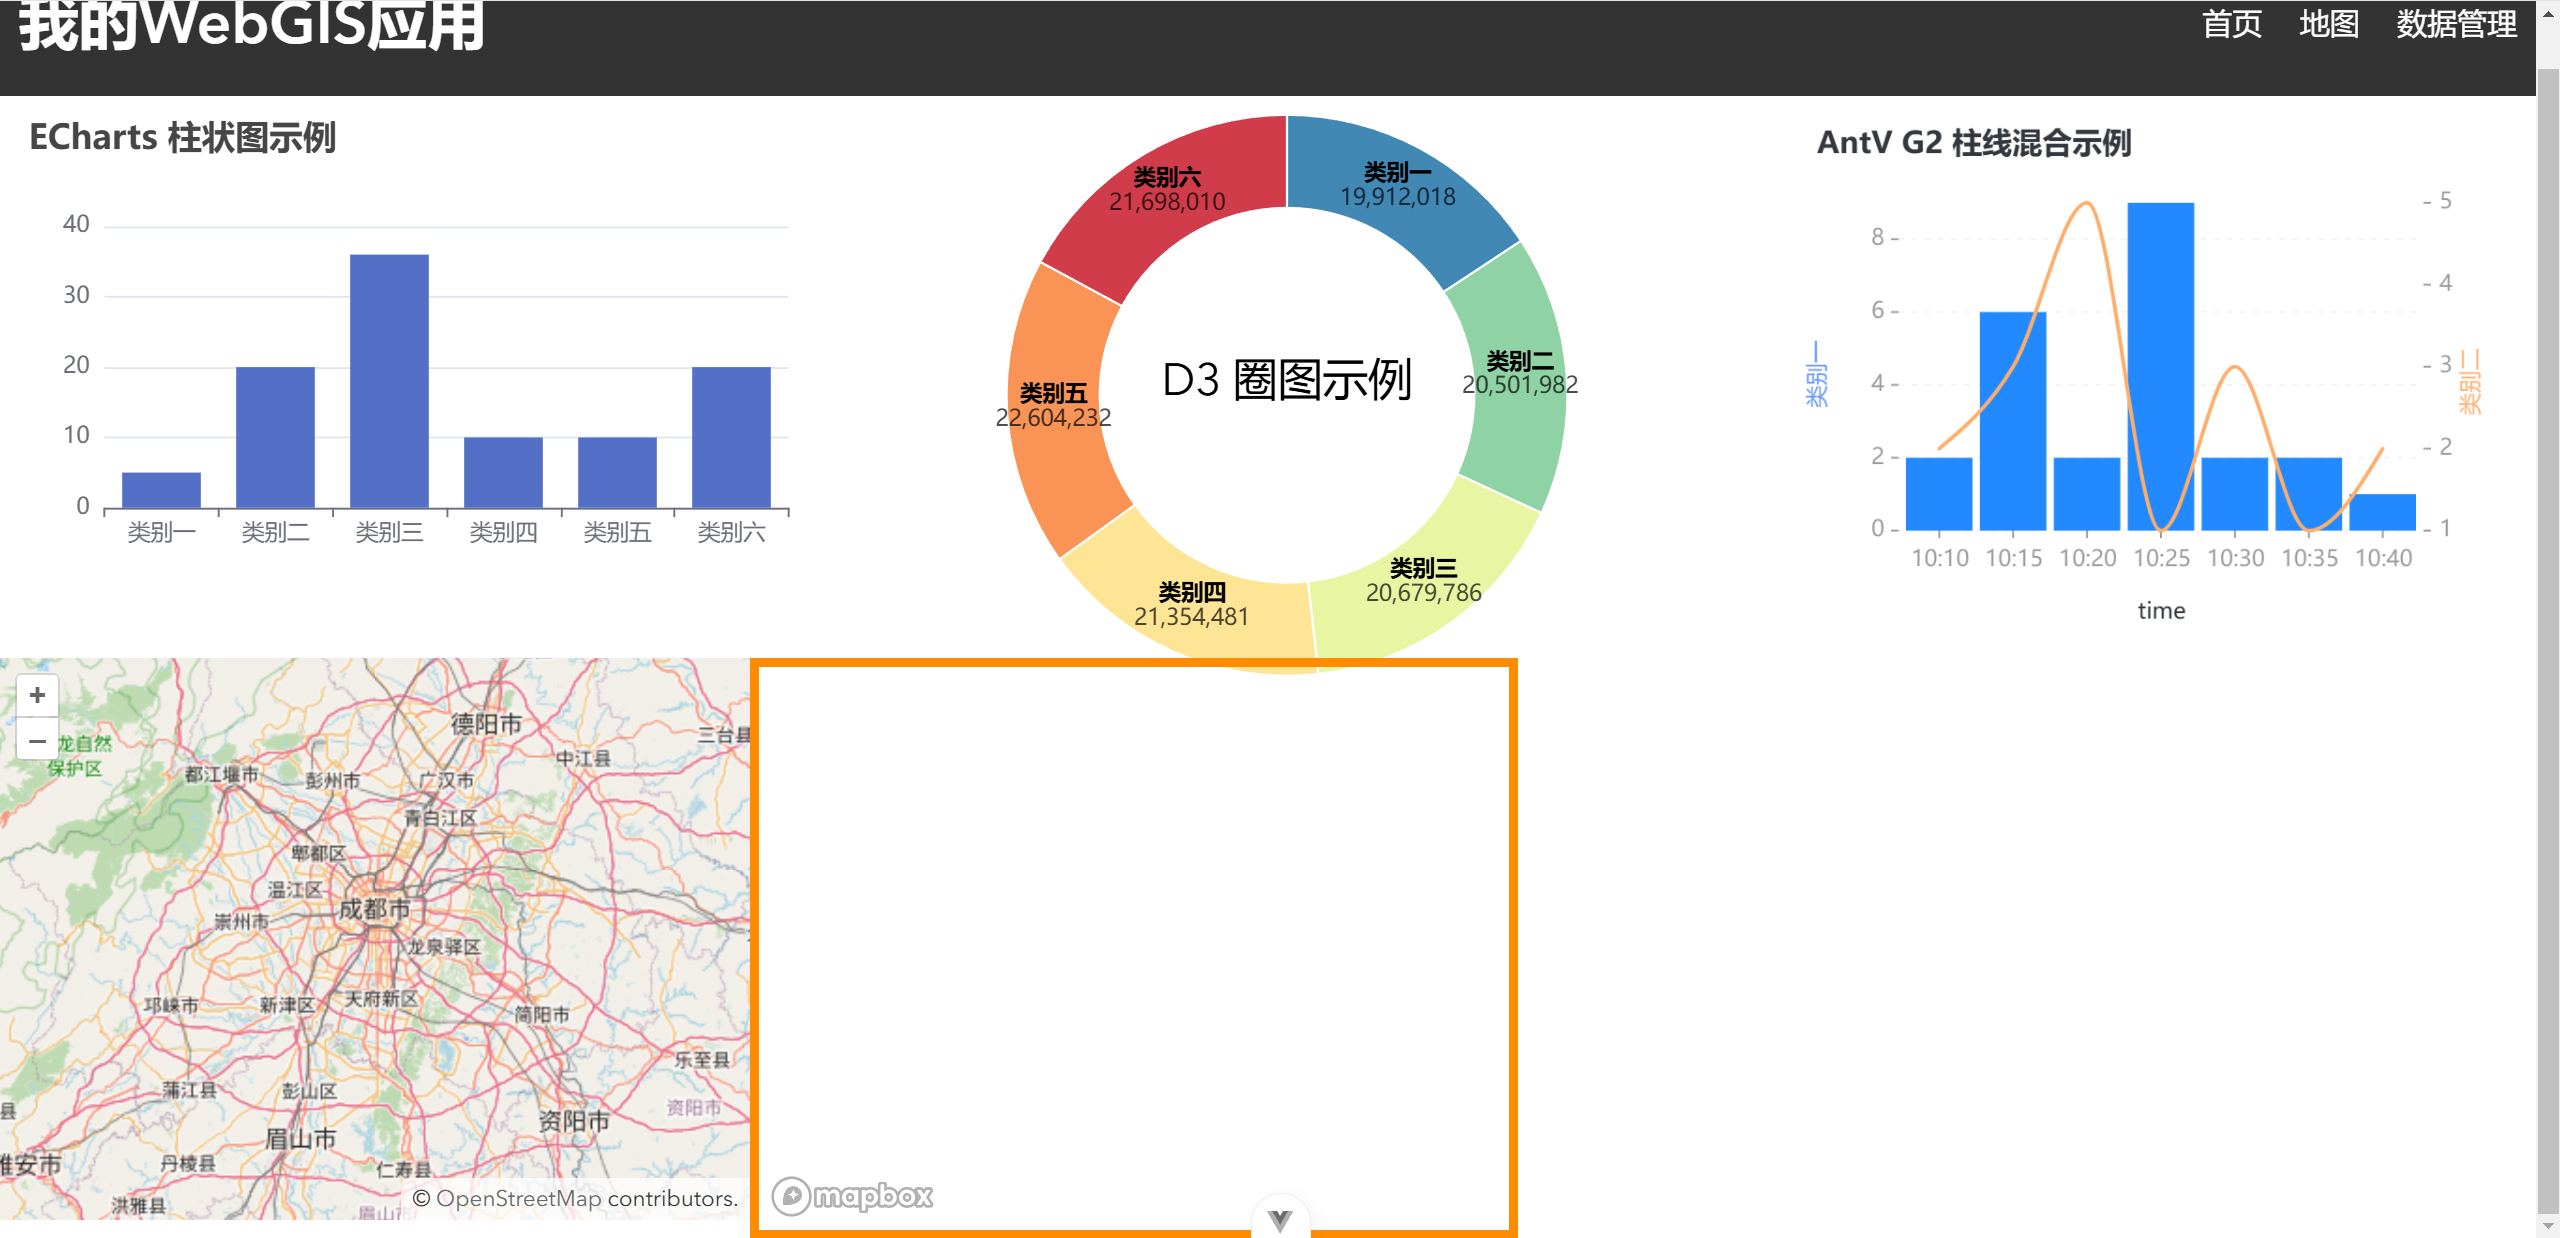 我的WebGIS应用
首页 地图 数据管理
ECharts 柱状图示例
40
30
20
10
0
类别一 类别二 类别三 类别四 类别五 类别六
类别六
21,698,010
类别一
19,912,018
类别五
22,604,232
D3 圈图示例
类别二
20,501,982
类别四
21,354,481
类别三
20,679,786
AntV G2 柱线混合示例
类别一
8
6
4
2
0
5
4
3
2
1
类别二
10:10 10:15 10:20 10:25 10:30 10:35 10:40
time
+
−
龙自然
保护区
德阳市
三台县
中江县
都江堰市
彭州市
广汉市
青白江区
郫都区
温江区
成都市
崇州市
龙泉驿区
邛崃市
新津区
天府新区
简阳市
乐至县
蒲江县
彭山区
县
资阳市
资阳市
眉山市
雅安市
丹棱县
仁寿县
洪雅县
眉山市
© OpenStreetMap contributors.
mapbox